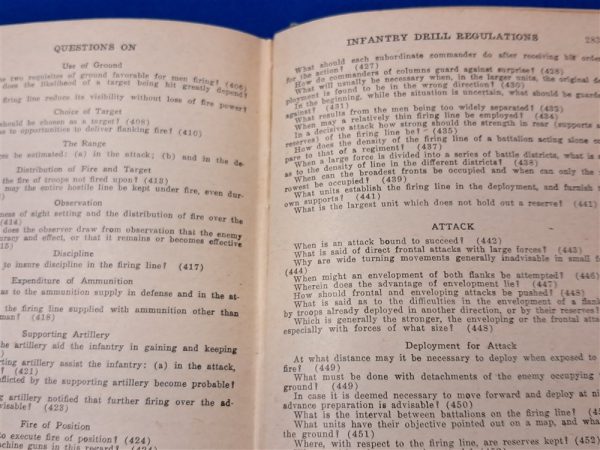 QUESTIONS ON
Use of Ground
two requisites of ground favorable for men firing? (406)
does the likelihood of a target being hit greatly depend?
firing line reduce its visibility without loss of fire power?
Choice of Target
should be chosen in a target? (408)
as to opportunities to deliver flanking fire? (410)
The Range
be estimated: (a) in the attack; (b) and in the de-
Distribution of Fire and Target
the fire of troops not fired upon? (413)
may the entire hostile line be kept under fire, even dur-
Observation
of sight setting and the distribution of fire over the
(414)
does the observer draw from observation that the enemy
and effect, or that it remains or becomes effective
Discipline
to insure discipline in the firing line? (417)
Expenditure of Ammunition
as to the ammunition supply in defense and in the at-
the firing line supplied with ammunition other than
man? (418)
Supporting Artillery
the artillery aid the infantry in gaining and keeping
artillery assist the infantry: (a) in the attack,
(421)
inflicted by the supporting artillery become probable?
artillery notified that further firing over the ad-
(423)
Fire of Position
to execute fire of position? (424)
machine guns in this regard? (424)
INFANTRY DRILL REGULATIONS 283
What should each subordinate commander do after receiving his order
for the action? (427)
How do commanders of columns guard against surprise? (428)
What will usually be necessary when, in the larger units, the original de-
ployment is found to be in the wrong direction? (430)
In the beginning, while the situation is uncertain, what should be guarded
against? (431)
What results from the men being too widely separated? (435)
When may a relatively thin firing line be employed? (434)
In a decisive attack how strong should the strength in rear (supports and
reserves) of the firing line be? (435)
How does the density of the firing line of a battalion acting alone com-
pare to that of a regiment? (437)
When a large force is divided into a series of battle districts, what is
as to the density of line in the different districts? (438)
When can the broadest fronts be occupied and when can only the
rowest be occupied? (439)
What units establish the firing line in the deployment, and furnish
own supports? (441)
What is the largest unit which does not hold out a reserve? (441)
ATTACK
When is an attack bound to succeed? (442)
What is said of direct frontal attacks with large forces? (443)
Why are wide turning movements generally inadvisable in small
(444)
When might an envelopment of both flanks be attempted? (446)
Wherein does the advantage of envelopment lie? (447)
How should frontal and enveloping attacks be pushed? (448)
What is said as to the difficulties in the envelopment of a flank
by troops already deployed in another direction, or by their reserves?
Which is generally the stronger, the enveloping or the frontal
especially with forces of what size? (448)
Deployment for Attack
At what distance may it be necessary to deploy when exposed to
fire? (449)
What must be done with detachments of the enemy occupying
ground? (449)
In case it is deemed necessary to move forward and deploy at
advance preparation is advisable? (450)
What is the interval between battalions on the firing line?
What units have their objective pointed out on a map, and
the ground? (451)
Where, with respect to the firing line, are reserves kept? (452)